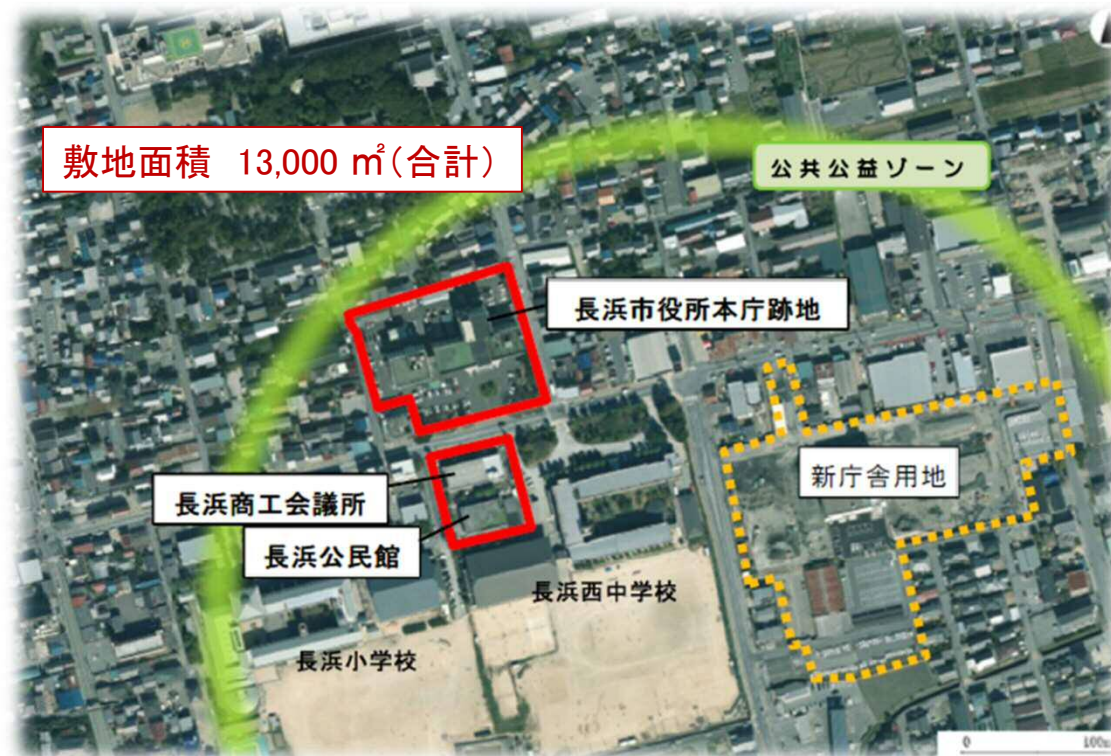 敷地面積 13,000 ㎡(合計)
公共公益ゾーン
長浜市役所本庁跡地
新庁舎用地
長浜商工会議所
長浜公民館
長浜西中学校
長浜小学校
0 100m